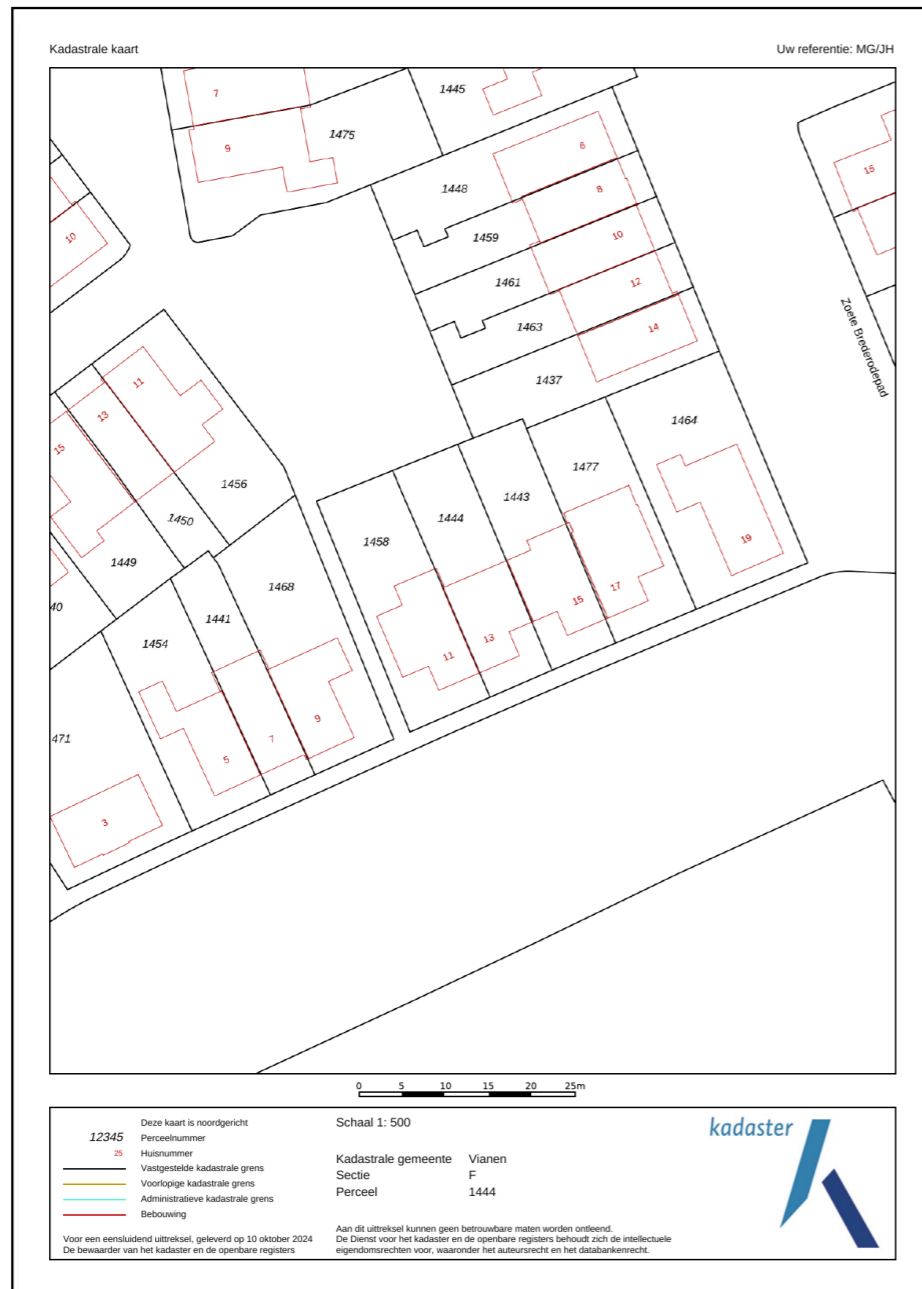 Kadastrale kaart
Uw referentie: MG/JH
7
1445
9
1475
6
15
1448
8
10
1459
10
1461
12
1463
14
Zoete Brederodepad
1437
11
13
1464
15
1477
1456
1443
1450
1444
1458
19
1449
1468
17
40
15
1441
13
1454
11
9
471
7
5
3
0 5 10 15 20 25m
Deze kaart is noordgericht
12345 Perceelnummer
25 Huisnummer
Vastgestelde kadastrale grens
Voorlopige kadastrale grens
Administratieve kadastrale grens
Bebouwing
Voor een eensluidend uittreksel, geleverd op 10 oktober 2024
De bewaarder van het kadaster en de openbare registers
Schaal 1: 500
Kadastrale gemeente Vianen
Sectie F
Perceel 1444
Aan dit uittreksel kunnen geen betrouwbare maten worden ontleend.
De Dienst voor het kadaster en de openbare registers behoudt zich de intellectuele
eigendomsrechten voor, waaronder het auteursrecht en het databankenrecht.
kadaster